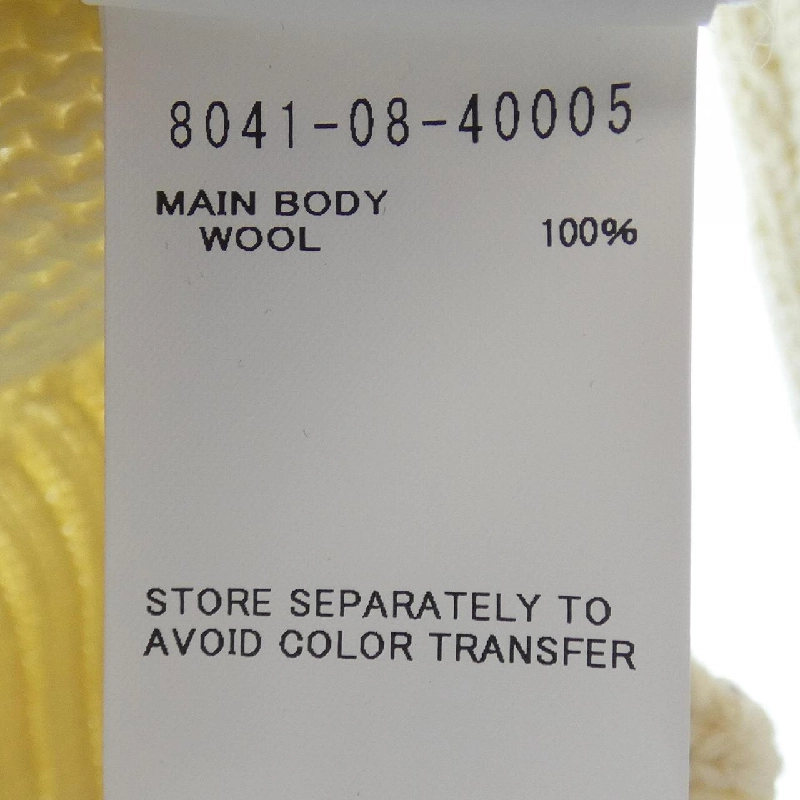 8041-08-40005
MAIN BODY
WOOL 100%
STORE SEPARATELY TO
AVOID COLOR TRANSFER